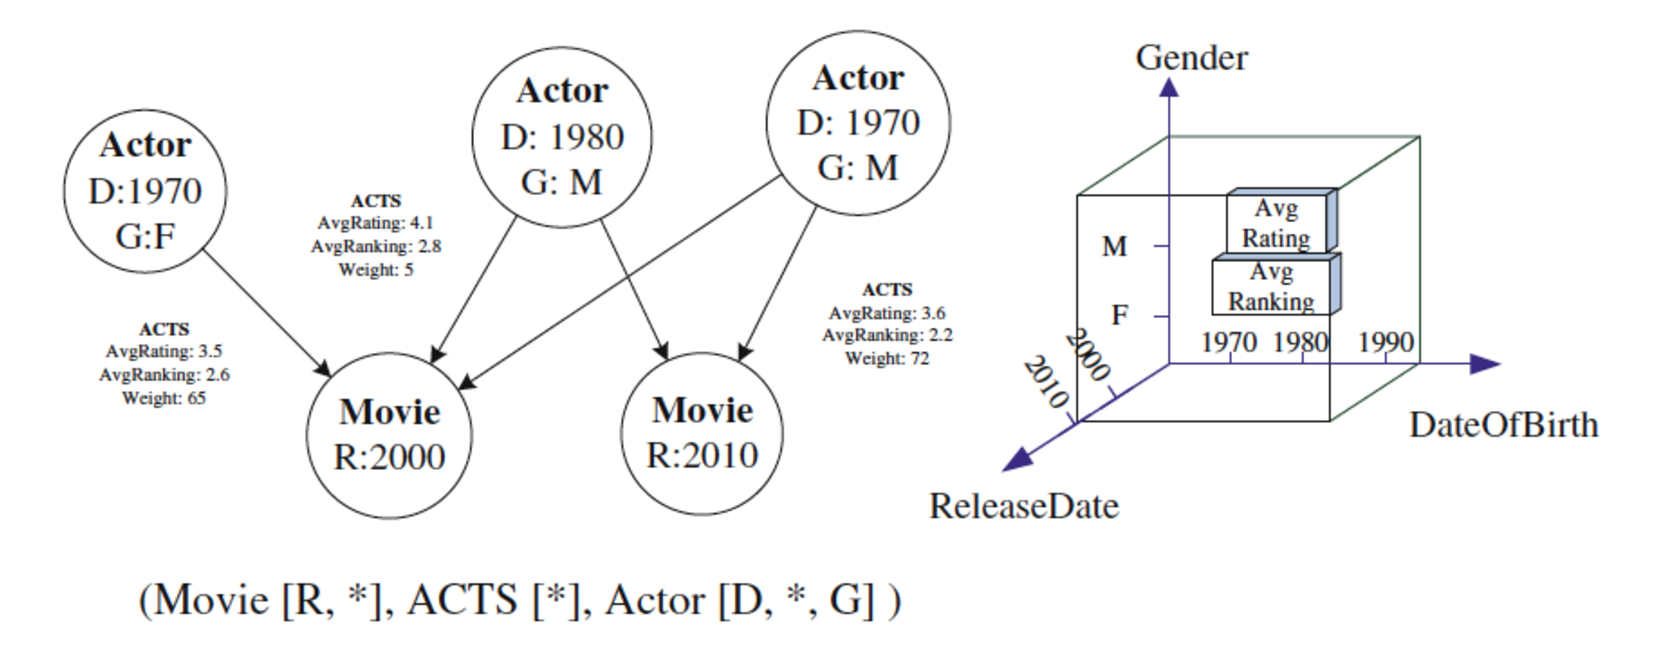 Actor
D:1970
G:F
Actor
D: 1980
G: M
Actor
D: 1970
G: M
ACTS
AvgRating: 4.1
AvgRanking: 2.8
Weight: 5
ACTS
AvgRating: 3.5
AvgRanking: 2.6
Weight: 65
ACTS
AvgRating: 3.6
AvgRanking: 2.2
Weight: 72
Movie
R:2000
Movie
R:2010
(Movie [R, *], ACTS [*], Actor [D, *, G] )
Gender
M
F
Avg
Rating
Avg
Ranking
1970 1980 1990
2000
2010
DateOfBirth
ReleaseDate